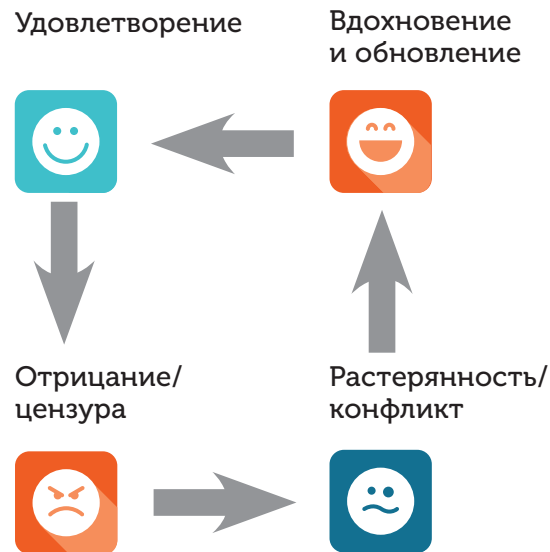 Удовлетворение
Вдохновение
и обновление
Отрицание/
цензура
Растерянность/
конфликт